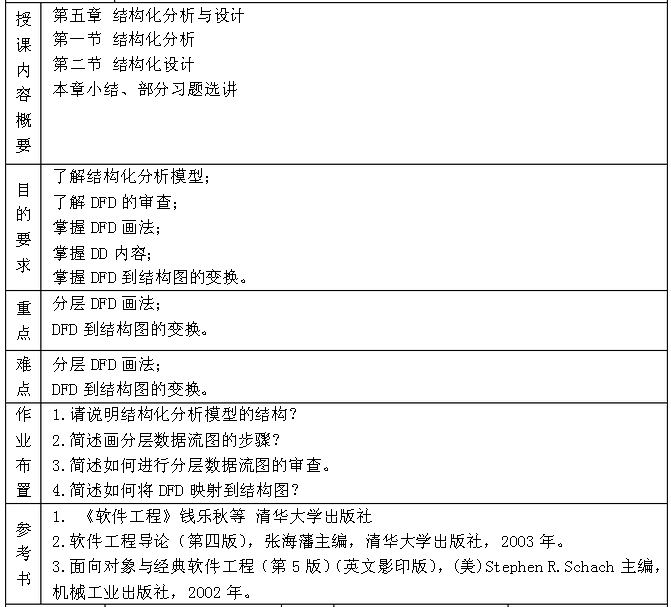 授课内容概要
第五章 结构化分析与设计
第一节 结构化分析
第二节 结构化设计
本章小结、部分习题选讲
目的要求
了解结构化分析模型；
了解 DFD 的审查；
掌握 DFD 画法；
掌握 DD 内容；
掌握 DFD 到结构图的变换。
重点
分层 DFD 画法；
DFD 到结构图的变换。
难点
分层 DFD 画法；
DFD 到结构图的变换。
作业布置
1.请说明结构化分析模型的结构？
2.简述画分层数据流图的步骤？
3.简述如何进行分层数据流图的审查。
4.简述如何将 DFD 映射到结构图？
参考书
1. 《软件工程》钱乐秋等 清华大学出版社
2.软件工程导论（第四版），张海藩主编，清华大学出版社，2003 年。
3.面向对象与经典软件工程（第 5 版）（英文影印版），（美）Stephen R.Schach 主编，
机械工业出版社，2002 年。